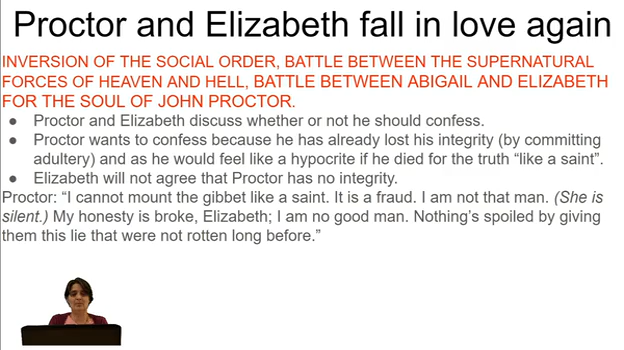 Proctor and Elizabeth fall in love again
INVERSION OF THE SOCIAL ORDER, BATTLE BETWEEN THE SUPERNATURAL
FORCES OF HEAVEN AND HELL, BATTLE BETWEEN ABIGAIL AND ELIZABETH
FOR THE SOUL OF JOHN PROCTOR.
● Proctor and Elizabeth discuss whether or not he should confess.
● Proctor wants to confess because he has already lost his integrity (by committing
adultery) and as he would feel like a hypocrite if he died for the truth “like a saint”.
● Elizabeth will not agree that Proctor has no integrity.
Proctor: “I cannot mount the gibbet like a saint. It is a fraud. I am not that man. (She is
silent.) My honesty is broke, Elizabeth; I am no good man. Nothing’s spoiled by giving
them this lie that were not rotten long before.”